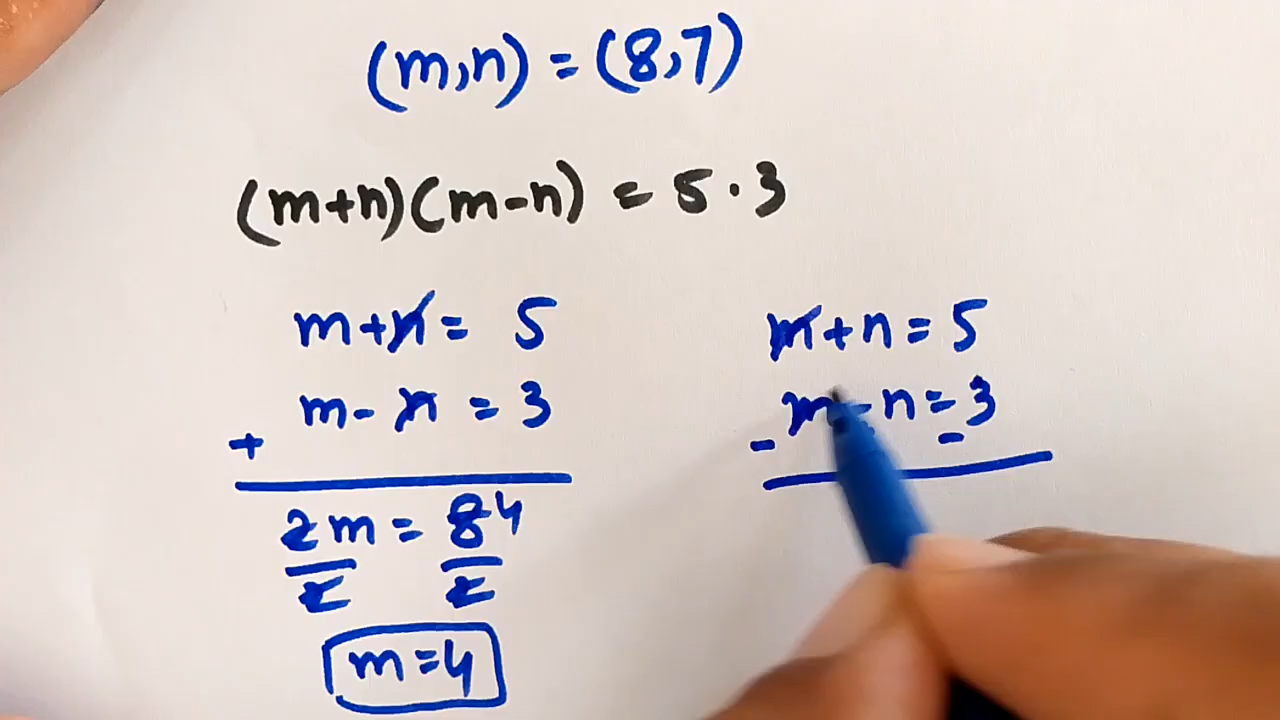 (m,n) = (8,7)
(m+n)(m-n) = 5·3
m+n = 5
m-n = 3
+
2m = 8 4
2 2
m=4
m+n=5
m-n=3
- -